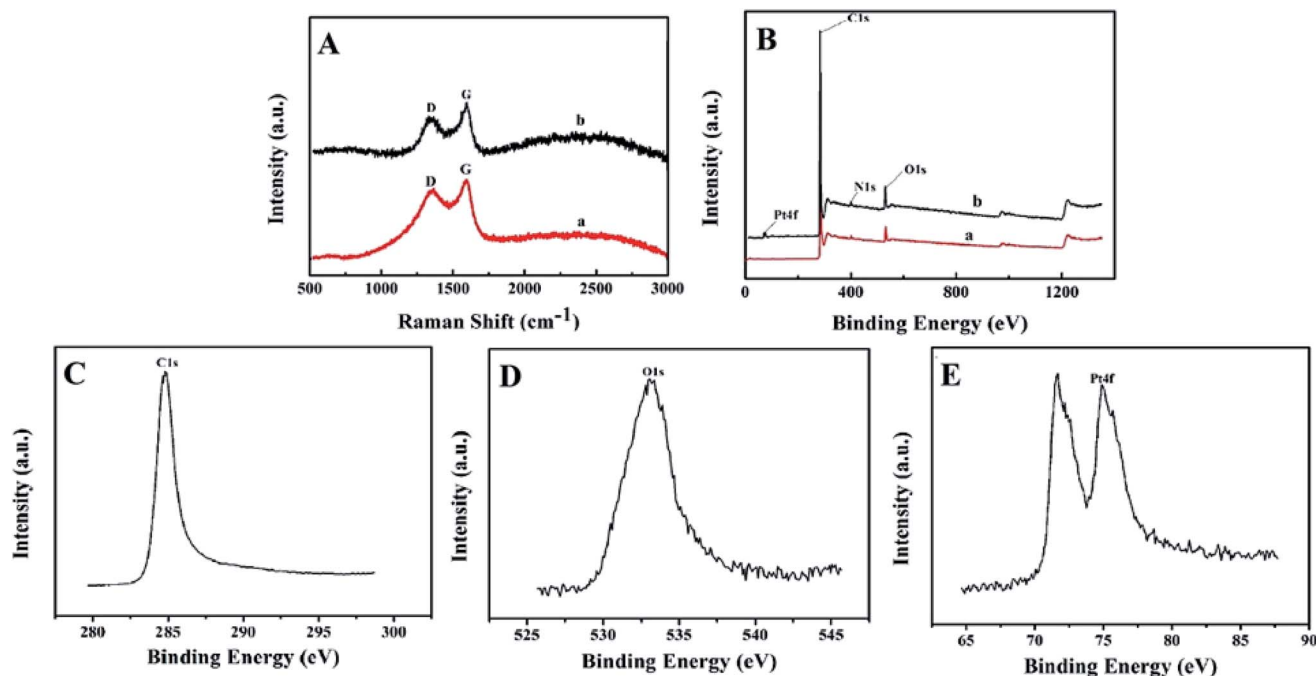 A
D
G
b
D
G
a
Intensity (a.u.)
500 1000 1500 2000 2500 3000
Raman Shift (cm-1)
B
C1s
N1s
O1s
Pt4f
b
a
Intensity (a.u.)
0 400 800 1200
Binding Energy (eV)
C
C1s
Intensity (a.u.)
280 285 290 295 300
Binding Energy (eV)
D
O1s
Intensity (a.u.)
525 530 535 540 545
Binding Energy (eV)
E
Pt4f
Intensity (a.u.)
65 70 75 80 85 90
Binding Energy (eV)